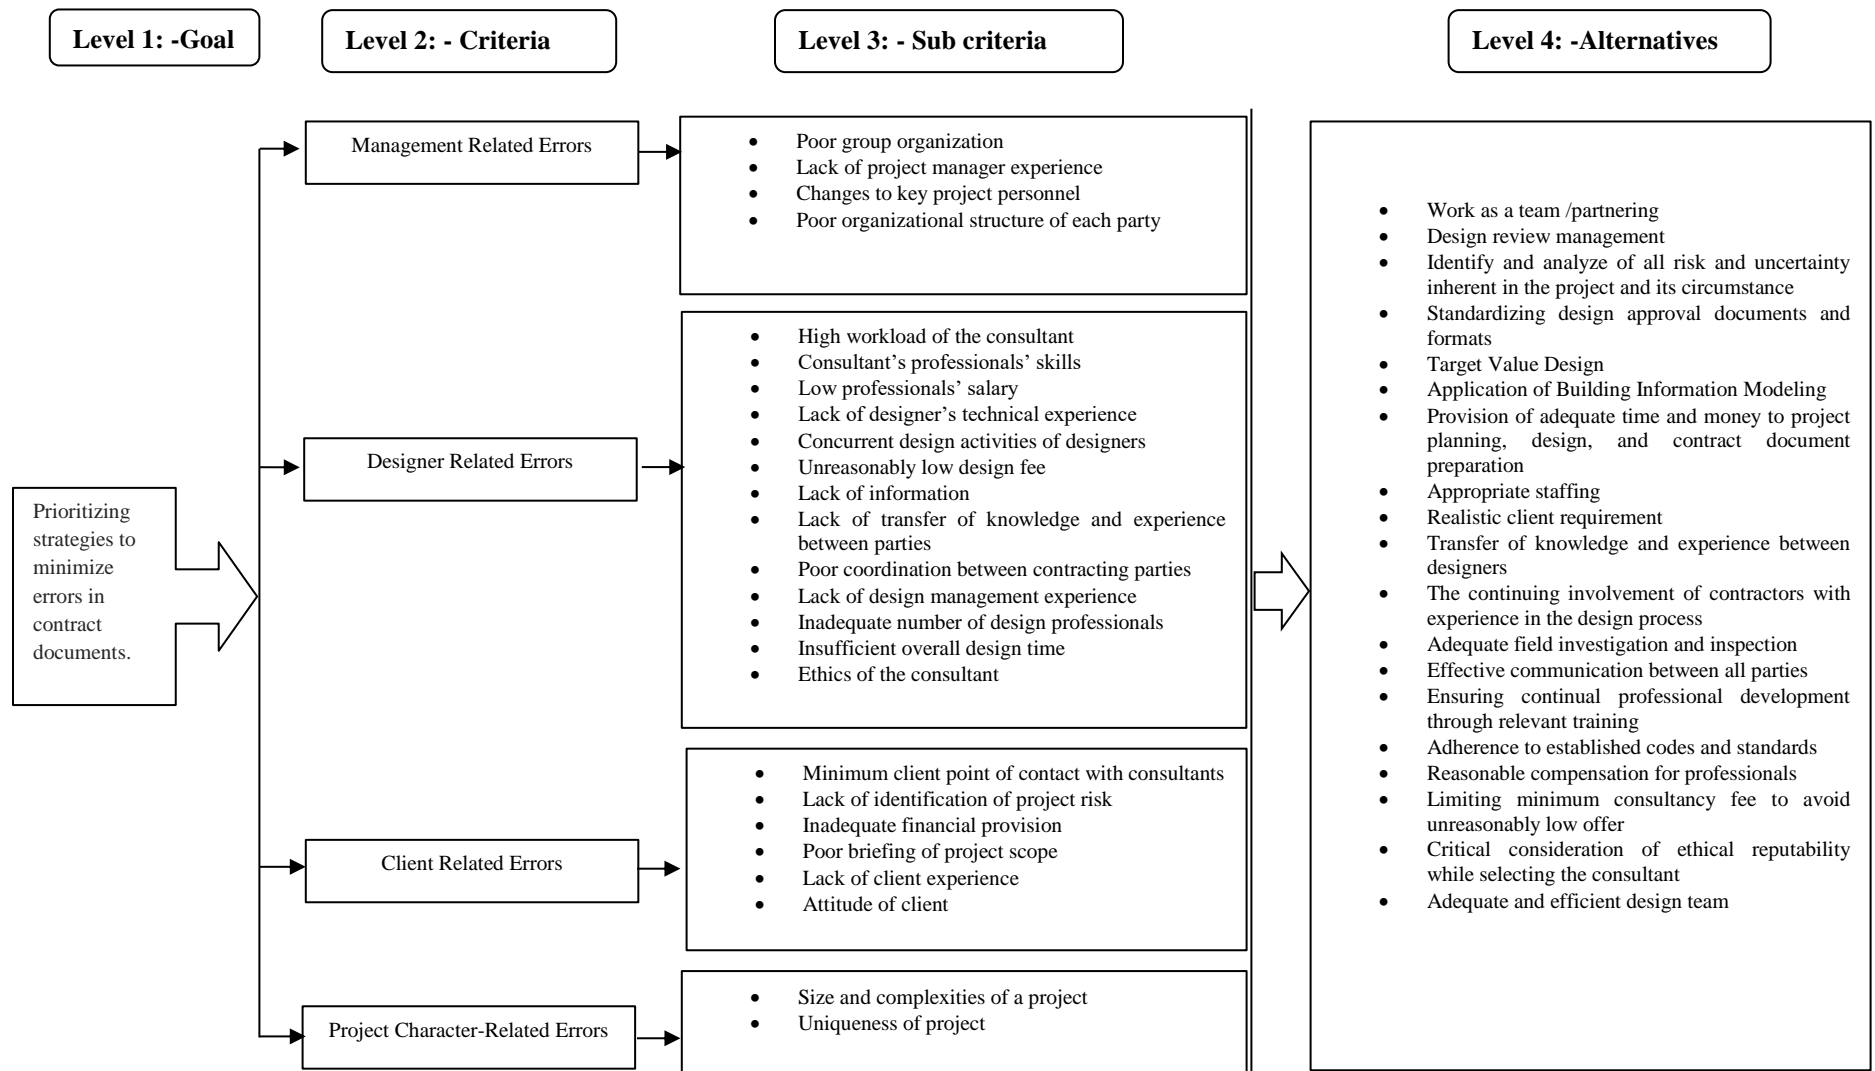 Level 1: -Goal
Level 2: - Criteria
Level 3: - Sub criteria
Level 4: -Alternatives
Prioritizing
strategies to
minimize
errors in
contract
documents.
Management Related Errors
• Poor group organization
• Lack of project manager experience
• Changes to key project personnel
• Poor organizational structure of each party
Designer Related Errors
• High workload of the consultant
• Consultant’s professionals’ skills
• Low professionals’ salary
• Lack of designer’s technical experience
• Concurrent design activities of designers
• Unreasonably low design fee
• Lack of information
• Lack of transfer of knowledge and experience
between parties
• Poor coordination between contracting parties
• Lack of design management experience
• Inadequate number of design professionals
• Insufficient overall design time
• Ethics of the consultant
Client Related Errors
• Minimum client point of contact with consultants
• Lack of identification of project risk
• Inadequate financial provision
• Poor briefing of project scope
• Lack of client experience
• Attitude of client
Project Character-Related Errors
• Size and complexities of a project
• Uniqueness of project
• Work as a team /partnering
• Design review management
• Identify and analyze of all risk and uncertainty
inherent in the project and its circumstance
• Standardizing design approval documents and
formats
• Target Value Design
• Application of Building Information Modeling
• Provision of adequate time and money to project
planning, design, and contract document
preparation
• Appropriate staffing
• Realistic client requirement
• Transfer of knowledge and experience between
designers
• The continuing involvement of contractors with
experience in the design process
• Adequate field investigation and inspection
• Effective communication between all parties
• Ensuring continual professional development
through relevant training
• Adherence to established codes and standards
• Reasonable compensation for professionals
• Limiting minimum consultancy fee to avoid
unreasonably low offer
• Critical consideration of ethical reputability
while selecting the consultant
• Adequate and efficient design team